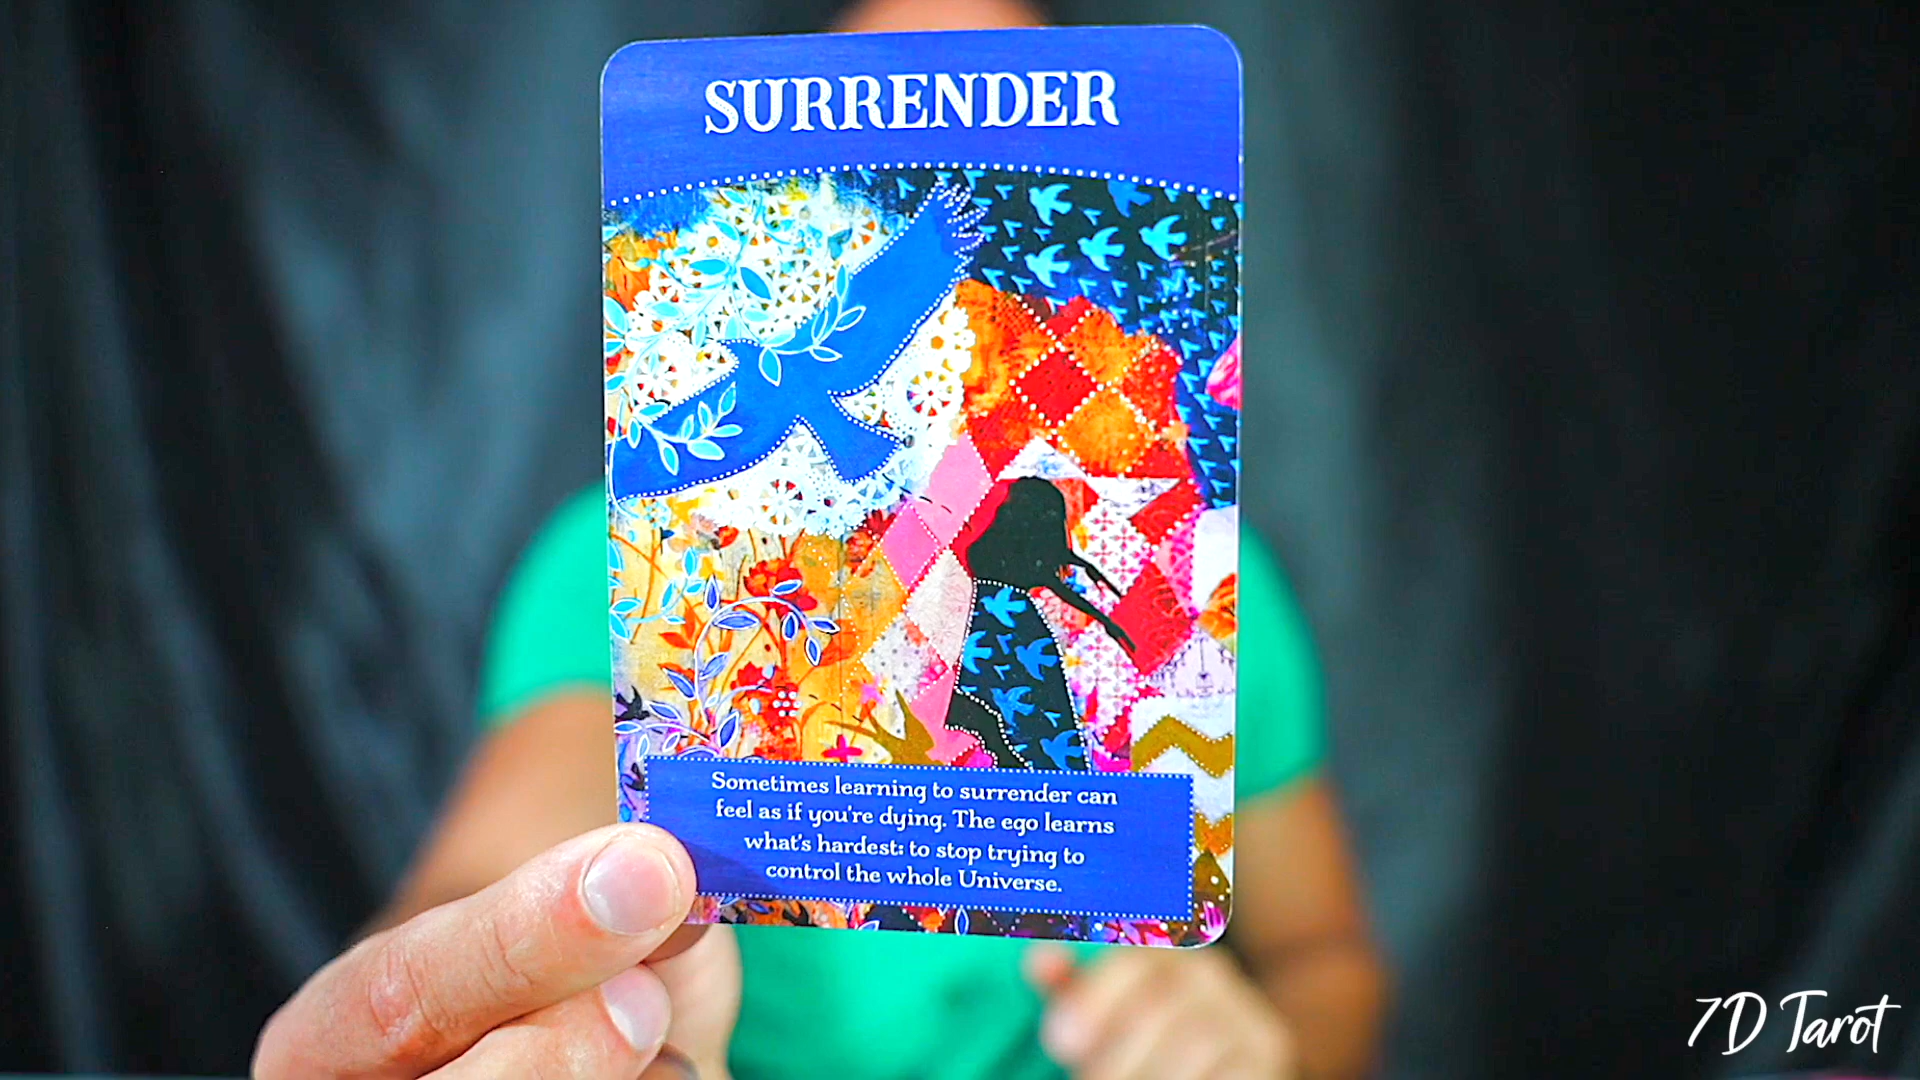 SURRENDER
Sometimes learning to surrender can
feel as if you're dying. The ego learns
what's hardest: to stop trying to
control the whole Universe.
7D Tarot